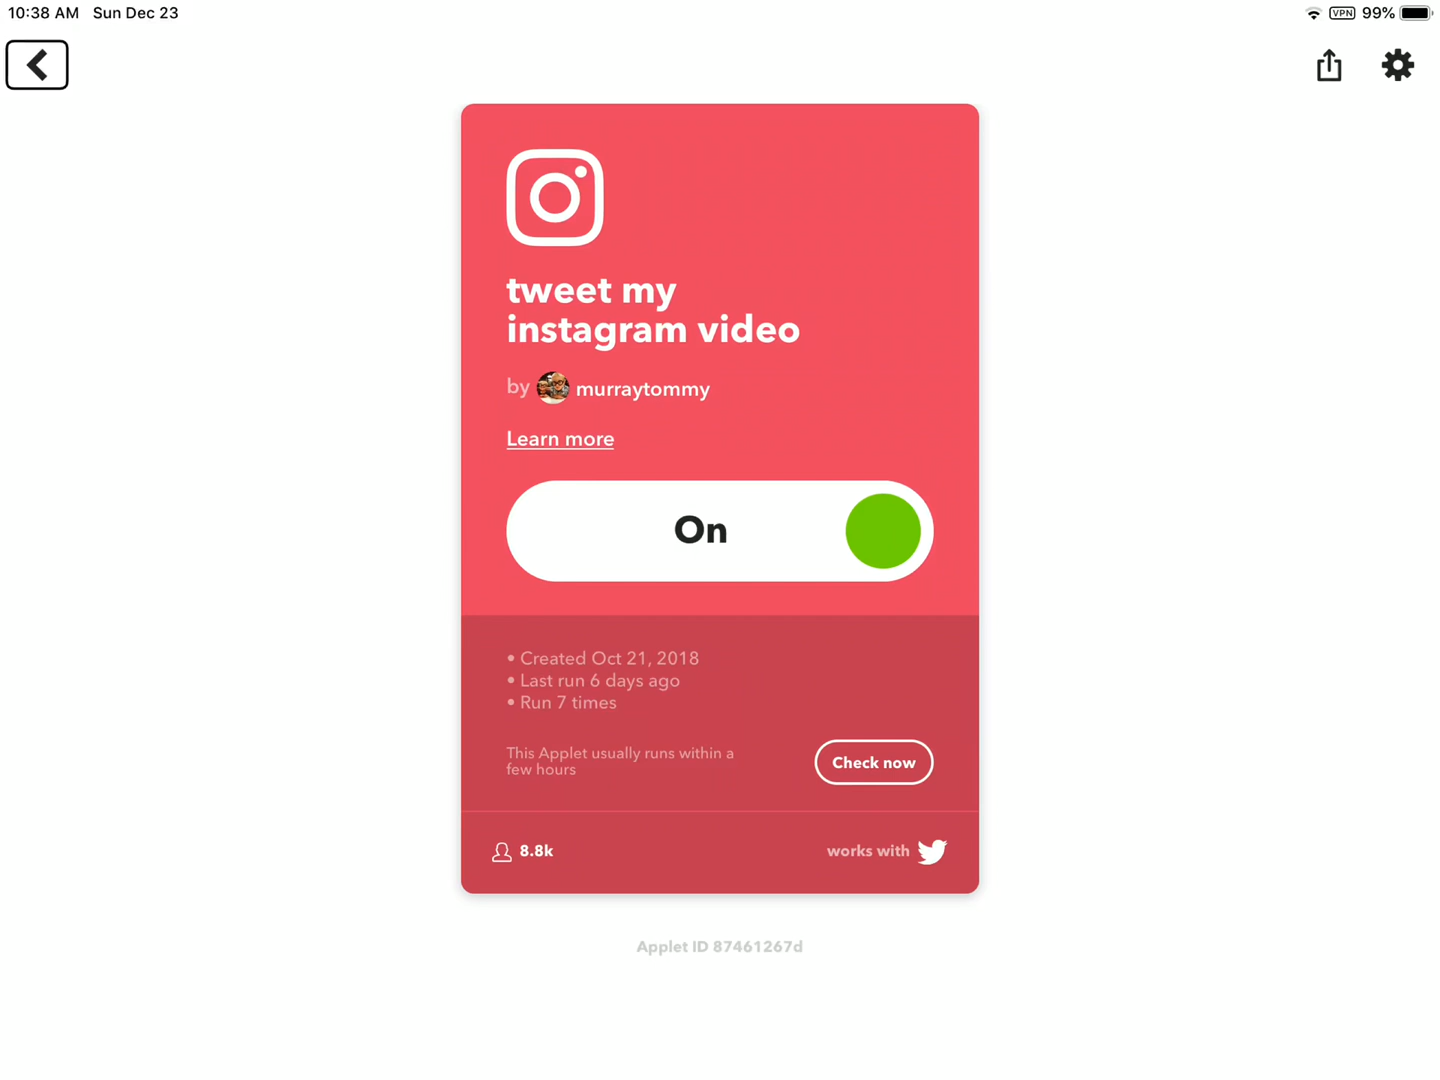 10:38 AM Sun Dec 23
VPN 99%
tweet my
instagram video
by murraytommy
Learn more
On
• Created Oct 21, 2018
• Last run 6 days ago
• Run 7 times
This Applet usually runs within a
few hours
Check now
8.8k
works with
Applet ID 87461267d